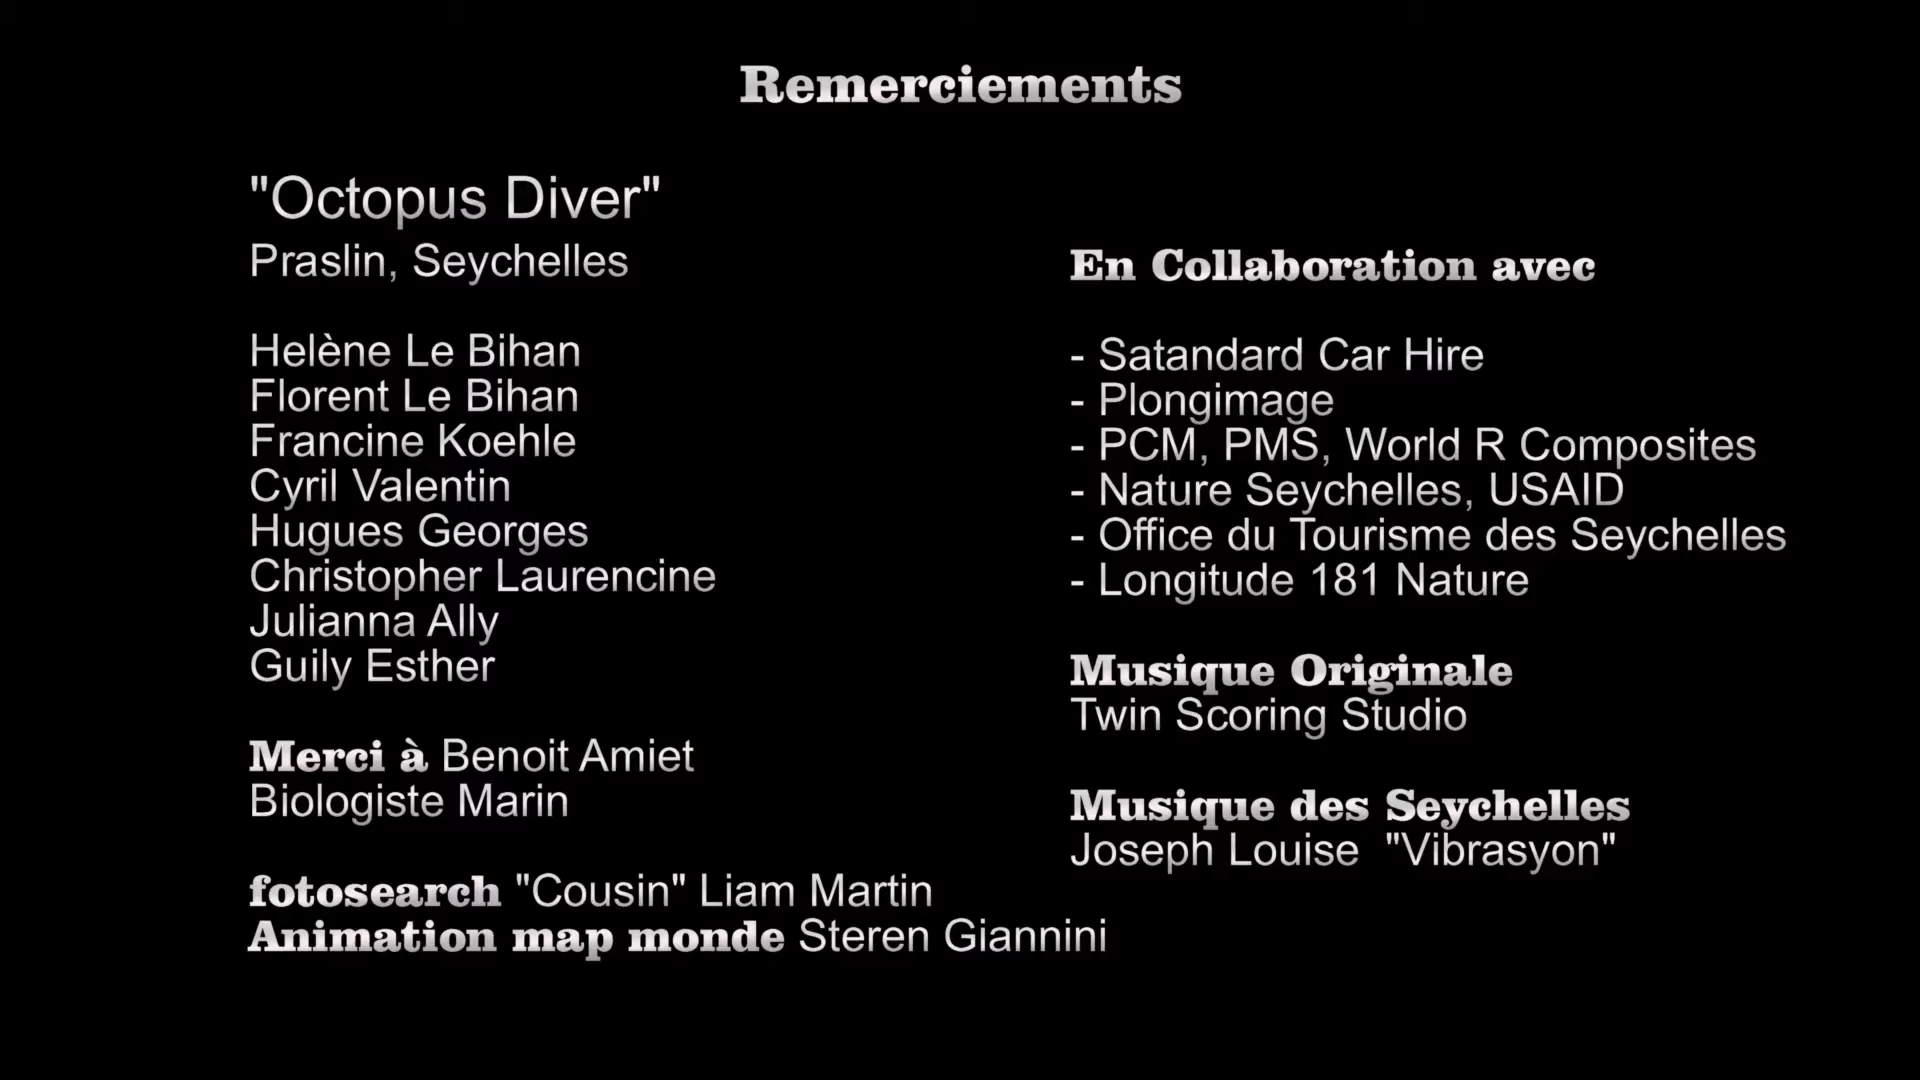 Remerciements
"Octopus Diver"
Praslin, Seychelles
Helène Le Bihan
Florent Le Bihan
Francine Koehle
Cyril Valentin
Hugues Georges
Christopher Laurencine
Julianna Ally
Guily Esther
Merci à Benoit Amiet
Biologiste Marin
fotosearch "Cousin" Liam Martin
Animation map monde Steren Giannini
En Collaboration avec
- Satandard Car Hire
- Plongimage
- PCM, PMS, World R Composites
- Nature Seychelles, USAID
- Office du Tourisme des Seychelles
- Longitude 181 Nature
Musique Originale
Twin Scoring Studio
Musique des Seychelles
Joseph Louise "Vibrasyon"